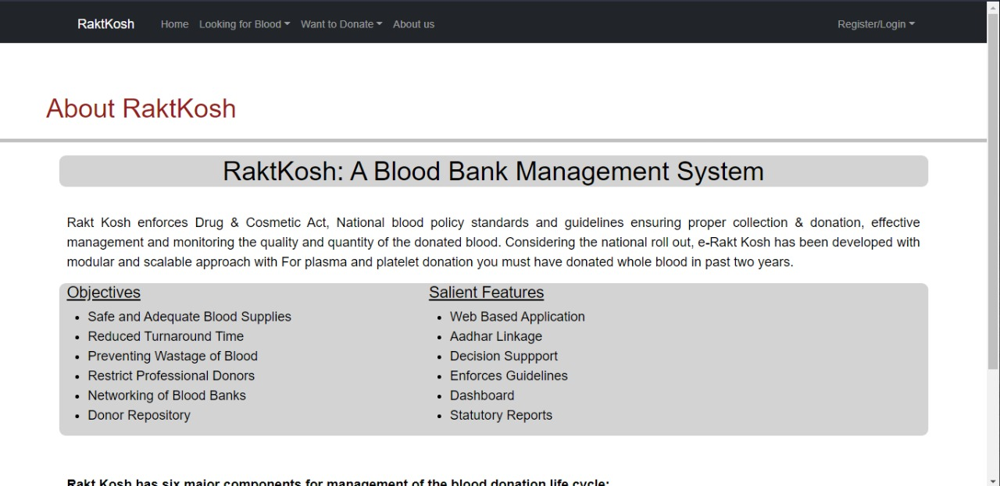 RaktKosh Home Looking for Blood Want to Donate About us Register/Login
About RaktKosh
RaktKosh: A Blood Bank Management System
Rakt Kosh enforces Drug & Cosmetic Act, National blood policy standards and guidelines ensuring proper collection & donation, effective
management and monitoring the quality and quantity of the donated blood. Considering the national roll out, e-Rakt Kosh has been developed with
modular and scalable approach with For plasma and platelet donation you must have donated whole blood in past two years.
Objectives
Safe and Adequate Blood Supplies
Reduced Turnaround Time
Preventing Wastage of Blood
Restrict Professional Donors
Networking of Blood Banks
Donor Repository
Salient Features
Web Based Application
Aadhar Linkage
Decision Suppport
Enforces Guidelines
Dashboard
Statutory Reports
Rakt Kosh has six major components for management of the blood donation life cycle: